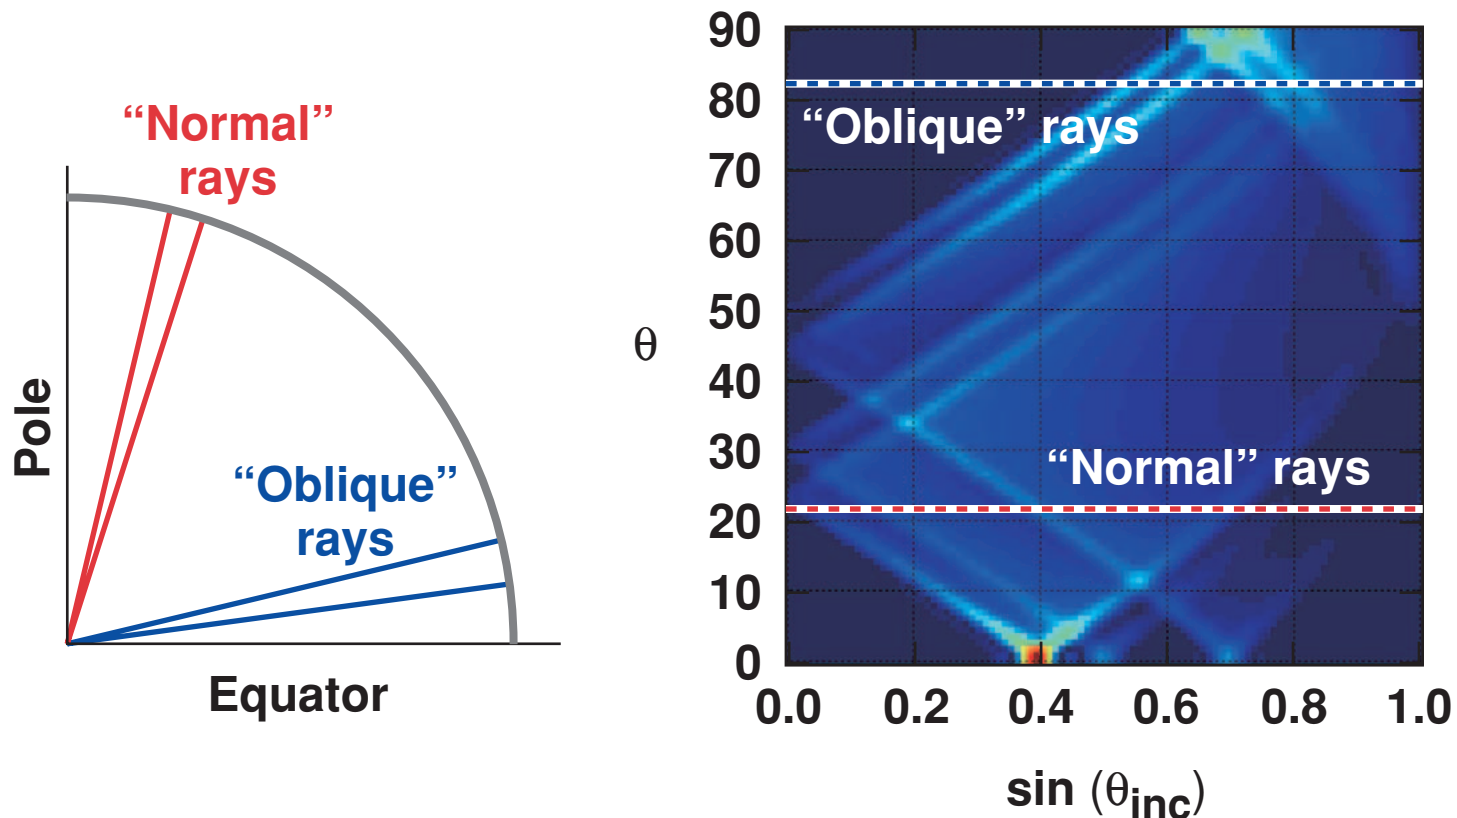 “Normal”
rays
Pole
“Oblique”
rays
Equator
θ
90
80
70
60
50
40
30
20
10
0
“Oblique” rays
“Normal” rays
0.0 0.2 0.4 0.6 0.8 1.0
sin (θinc)